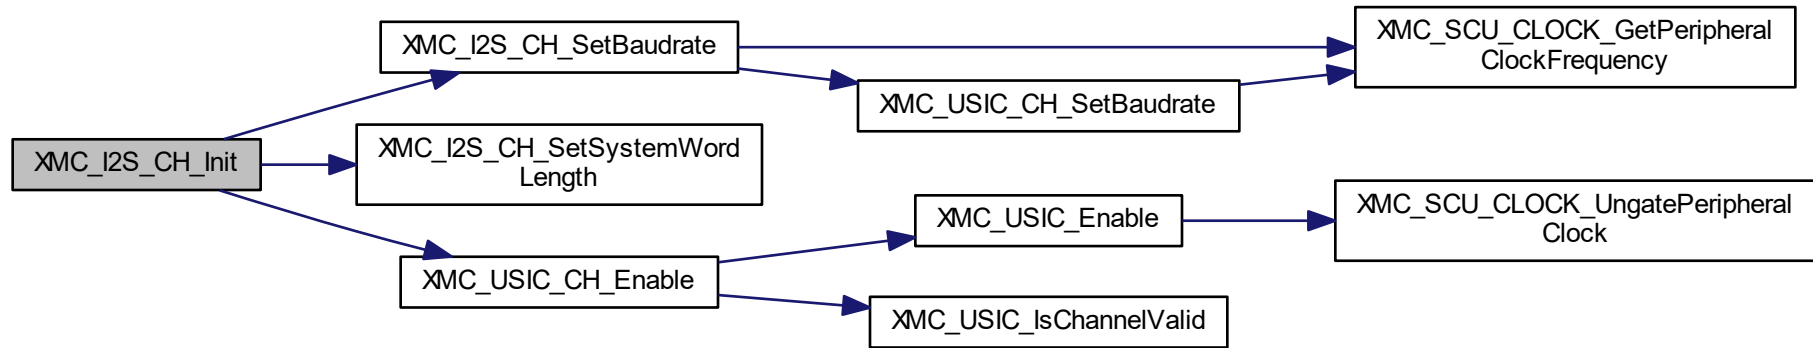 XMC_I2S_CH_Init
XMC_I2S_CH_SetBaudrate
XMC_I2S_CH_SetSystemWord
Length
XMC_USIC_CH_Enable
XMC_USIC_CH_SetBaudrate
XMC_USIC_Enable
XMC_USIC_IsChannelValid
XMC_SCU_CLOCK_GetPeripheral
ClockFrequency
XMC_SCU_CLOCK_UngatePeripheral
Clock